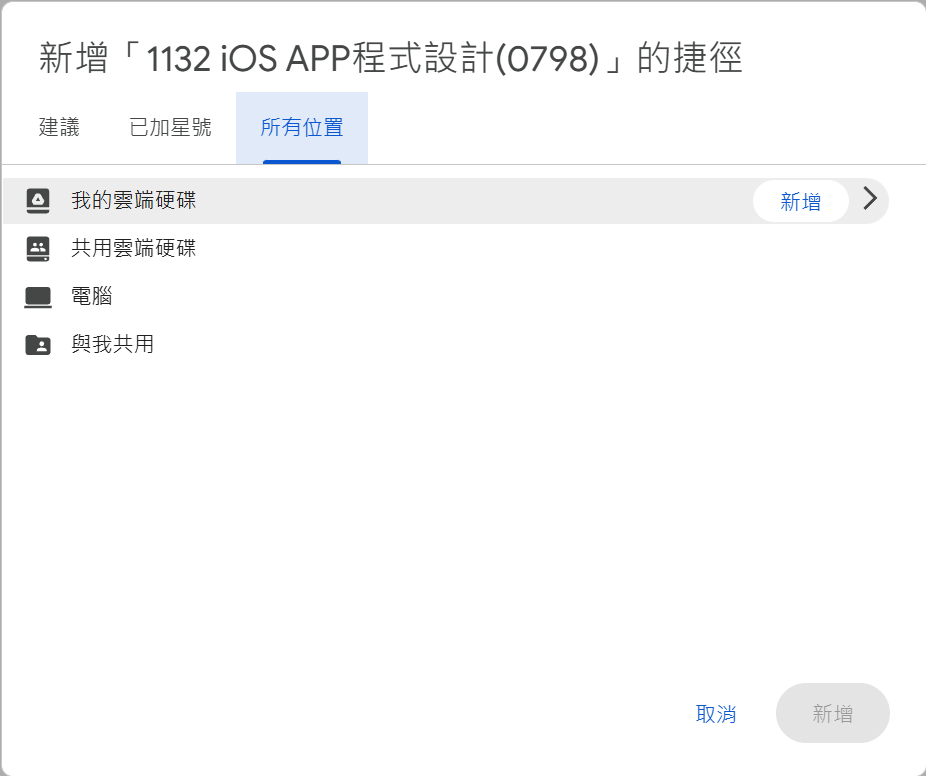 新增「1132 iOS APP程式設計(0798)」的捷徑
建議 已加星號 所有位置
我的雲端硬碟 新增
共用雲端硬碟
電腦
與我共用
取消 新增